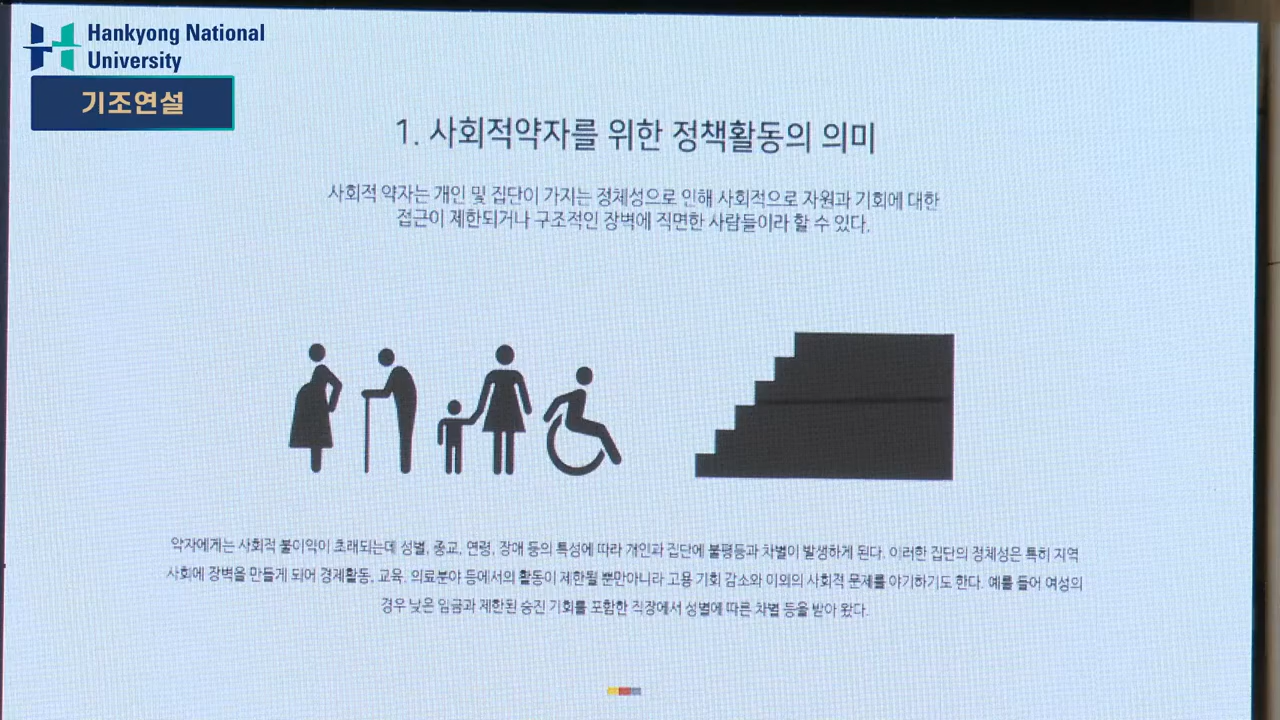 Hankyong National
University
기조연설
1. 사회적약자를 위한 정책활동의 의미
사회적 약자는 개인 및 집단이 가지는 정체성으로 인해 사회적으로 자원과 기회에 대한
접근이 제한되거나 구조적인 장벽에 직면한 사람들이라 할 수 있다.
약자에게는 사회적 불이익이 초래되는데 성별, 종교, 연령, 장애 등의 특성에 따라 개인과 집단에 불평등과 차별이 발생하게 된다. 이러한 집단의 정체성은 특히 지역
사회에 장벽을 만들게 되어 경제활동, 교육, 의료분야 등에서의 활동이 제한될 뿐만아니라 고용 기회 감소와 이외의 사회적 문제를 야기하기도 한다. 예를 들어 여성의
경우 낮은 임금과 제한된 승진 기회를 포함한 직장에서 성별에 따른 차별 등을 받아 왔다.